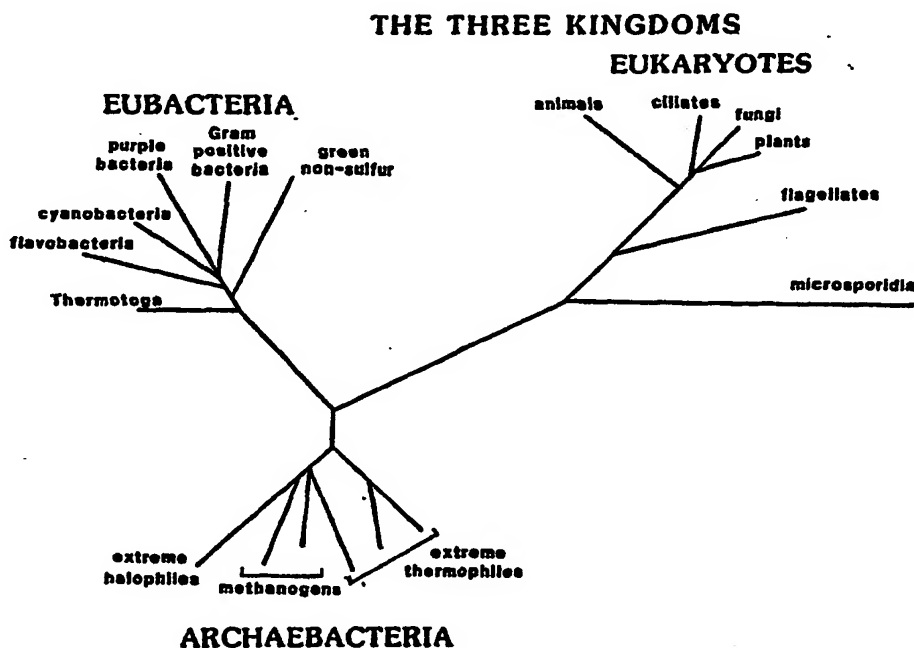 THE THREE KINGDOMS
EUKARYOTES
animals
ciliates
fungi
plants
flagellates
microsporidia
EUBACTERIA
purple
bacteria
Gram
positive
bacteria
green
non-sulfur
cyanobacteria
flavobacteria
Thermotoga
extreme
halophiles
methanogens
extreme
thermophiles
ARCHAEBACTERIA